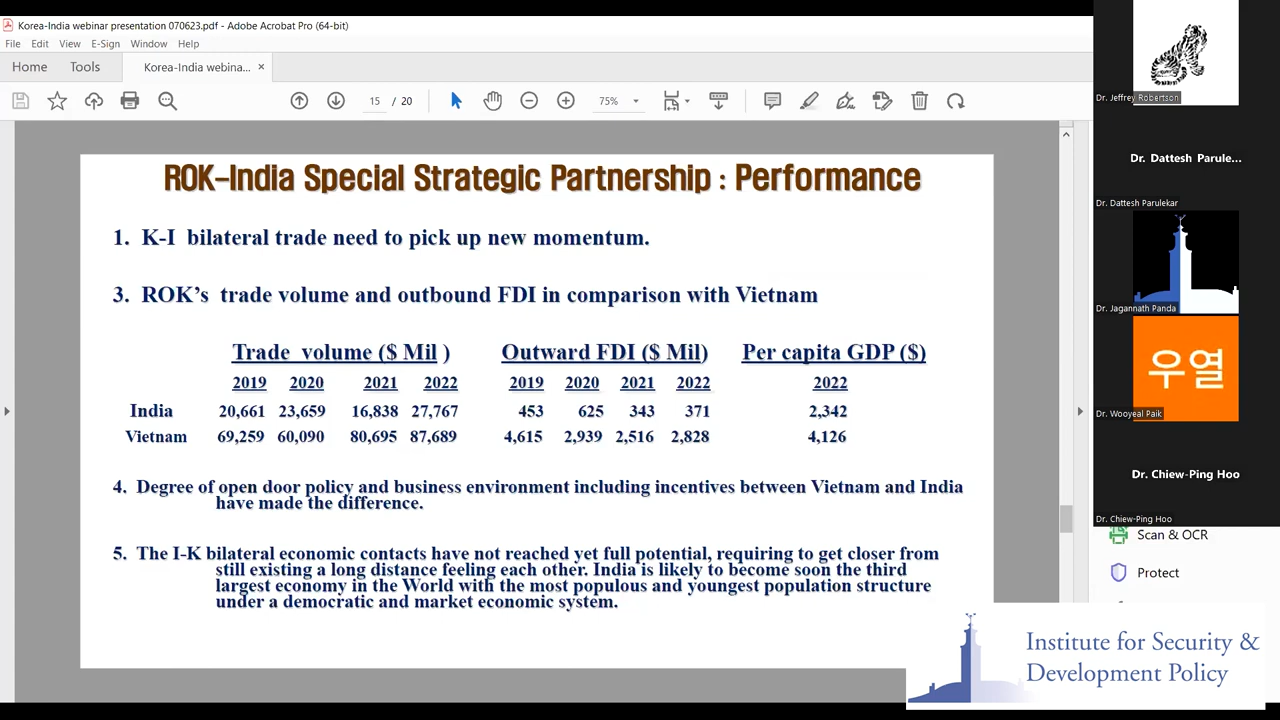 Korea-India webinar presentation 070623.pdf - Adobe Acrobat Pro (64-bit)
File Edit View E-Sign Window Help
Home Tools Korea-India webina... ×
15 / 20 75%
ROK-India Special Strategic Partnership : Performance
1. K-I bilateral trade need to pick up new momentum.
3. ROK's trade volume and outbound FDI in comparison with Vietnam
Trade volume ($ Mil ) Outward FDI ($ Mil) Per capita GDP ($)
2019 2020 2021 2022 2019 2020 2021 2022 2022
India 20,661 23,659 16,838 27,767 453 625 343 371 2,342
Vietnam 69,259 60,090 80,695 87,689 4,615 2,939 2,516 2,828 4,126
4. Degree of open door policy and business environment including incentives between Vietnam and India
have made the difference.
5. The I-K bilateral economic contacts have not reached yet full potential, requiring to get closer from
still existing a long distance feeling each other. India is likely to become soon the third
largest economy in the World with the most populous and youngest population structure
under a democratic and market economic system.
Dr. Jeffrey Robertson
Dr. Dattesh Parule...
Dr. Dattesh Parulekar
Dr. Jagannath Panda
우열
Dr. Wooyeal Paik
Dr. Chiew-Ping Hoo
Dr. Chiew-Ping Hoo
Scan & OCR
Protect
Institute for Security &
Development Policy